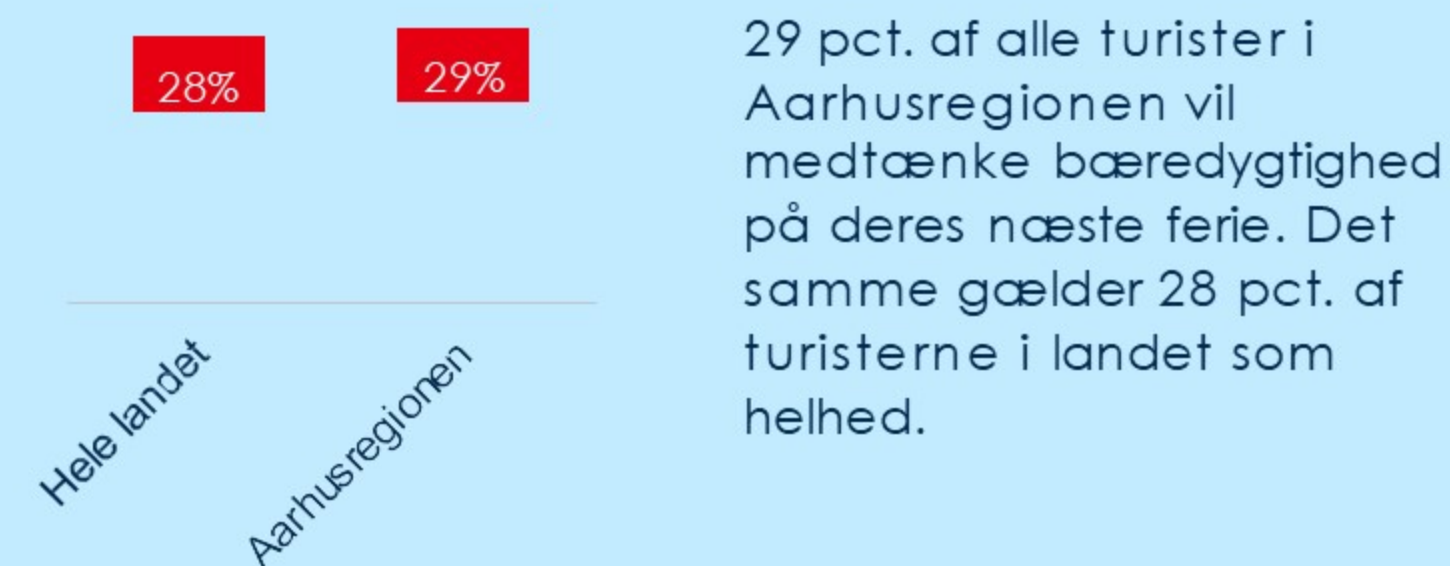 28%
29%
Hele landet
Aarhusregionen
29 pct. af alle turister i
Aarhusregionen vil
medtænke bæredygtighed
på deres næste ferie. Det
samme gælder 28 pct. af
turisterne i landet som
helhed.